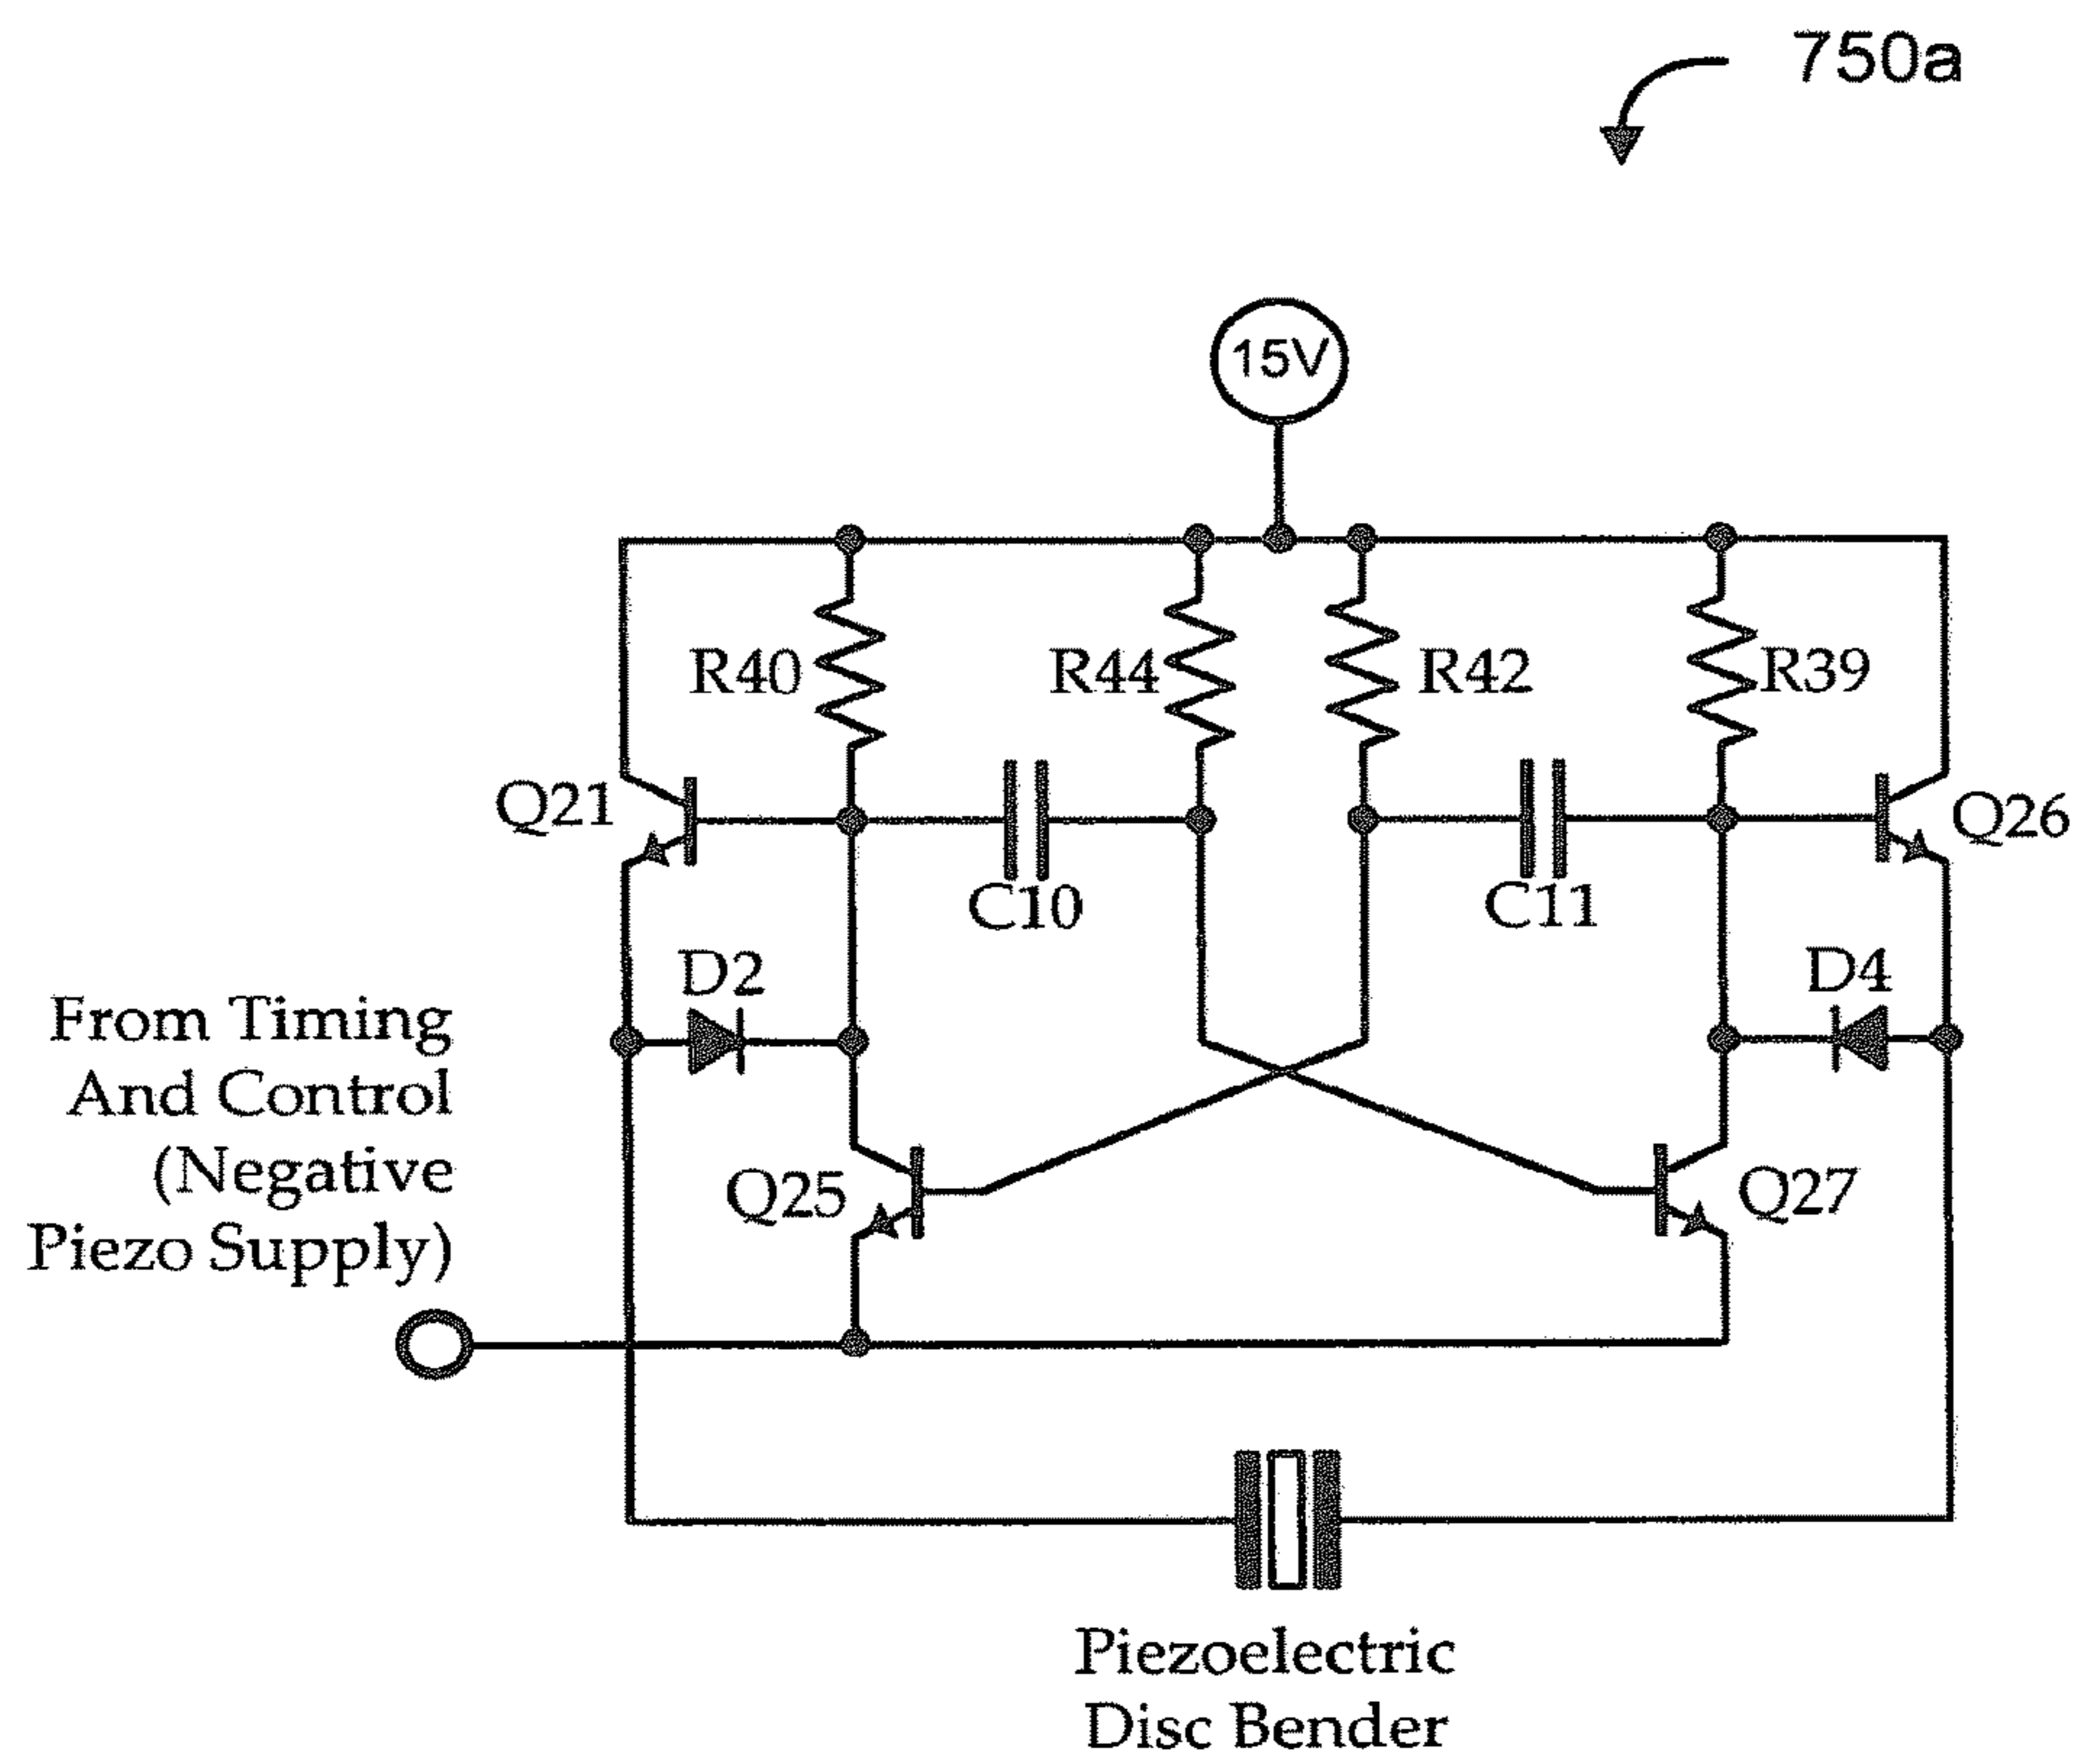 750a
15V
R40
R44
R42
R39
Q21
Q26
C10
C11
D2
D4
From Timing
And Control
(Negative
Piezo Supply)
Q25
Q27
Piezoelectric
Disc Bender